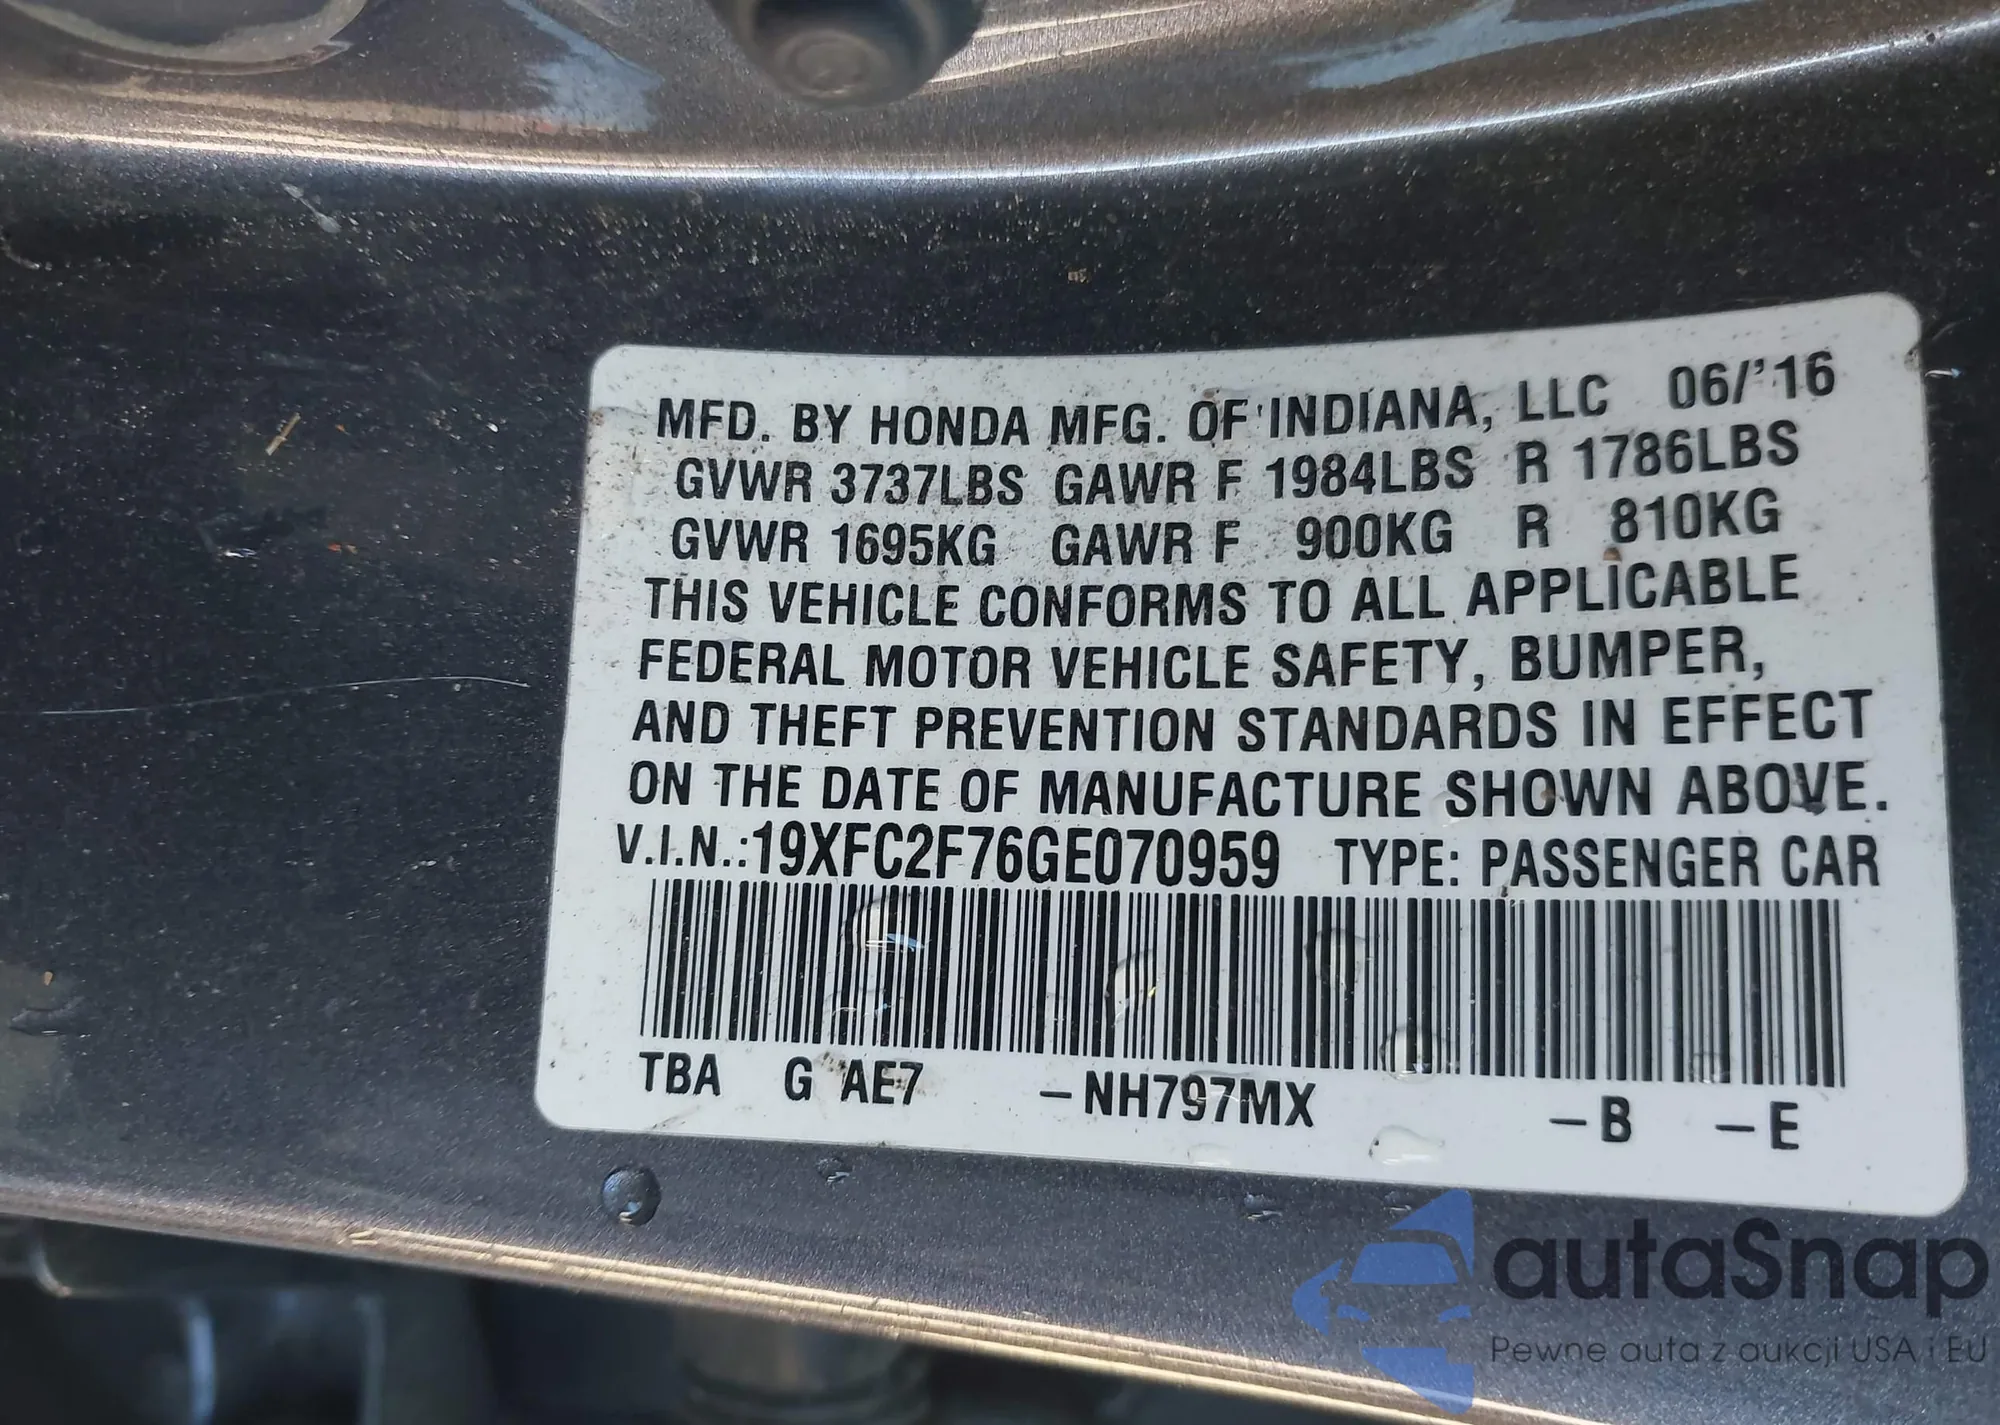 MFD. BY HONDA MFG. OF INDIANA, LLC 06/'16
GVWR 3737LBS GAWR F 1984LBS R 1786LBS
GVWR 1695KG GAWR F 900KG R 810KG
THIS VEHICLE CONFORMS TO ALL APPLICABLE
FEDERAL MOTOR VEHICLE SAFETY, BUMPER,
AND THEFT PREVENTION STANDARDS IN EFFECT
ON THE DATE OF MANUFACTURE SHOWN ABOVE.
V.I.N.:19XFC2F76GE070959 TYPE: PASSENGER CAR
TBA G AE7 -NH797MX -B -E
autaSnap
Pewne auta z aukcji USA i EU